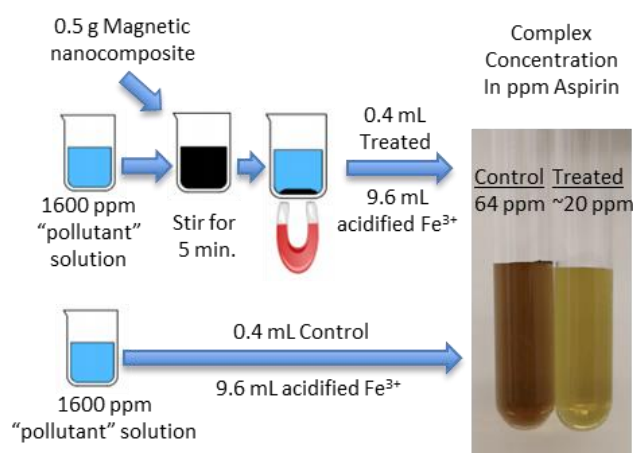 0.5 g Magnetic
nanocomposite
1600 ppm
“pollutant”
solution
Stir for
5 min.
0.4 mL
Treated
9.6 mL
acidified Fe³⁺
Complex
Concentration
In ppm Aspirin
Control Treated
64 ppm ~20 ppm
1600 ppm
“pollutant” solution
0.4 mL Control
9.6 mL acidified Fe³⁺